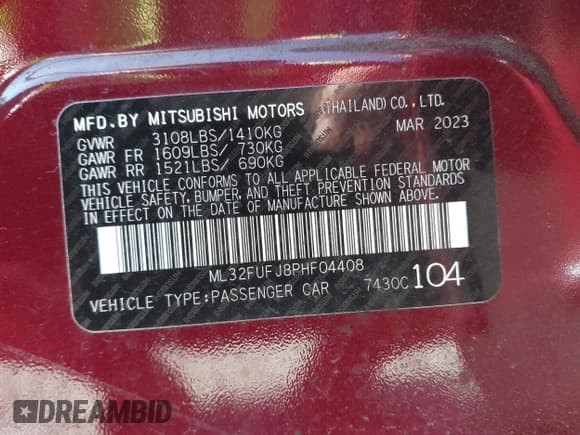 MFD.BY MITSUBISHI MOTORS (THAILAND)CO.,LTD.
GVWR 3108LBS/1410KG MAR 2023
GAWR FR 1609LBS/ 730KG
GAWR RR 1521LBS/ 690KG
THIS VEHICLE CONFORMS TO ALL APPLICABLE FEDERAL MOTOR
VEHICLE SAFETY, BUMPER, AND THEFT PREVENTION STANDARDS
IN EFFECT ON THE DATE OF MANUFACTURE SHOWN ABOVE.
ML32FUFJ8PHF04408
VEHICLE TYPE:PASSENGER CAR 7430C 104
DREAMBID